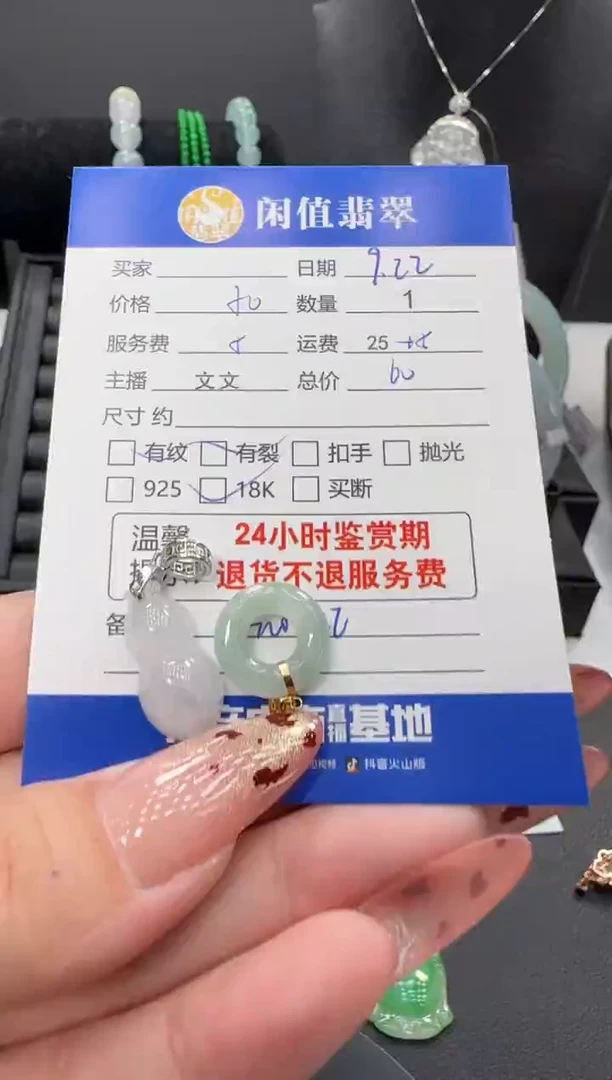 闲值翡翠
买家 日期 9.22
价格 数量 1
服务费 运费 25
主播 文文 总价 60
尺寸 约
有纹 有裂 扣手 抛光
925 18K 买断
温馨 24小时鉴赏期
退货不退服务费
备
基地
抖音火山版